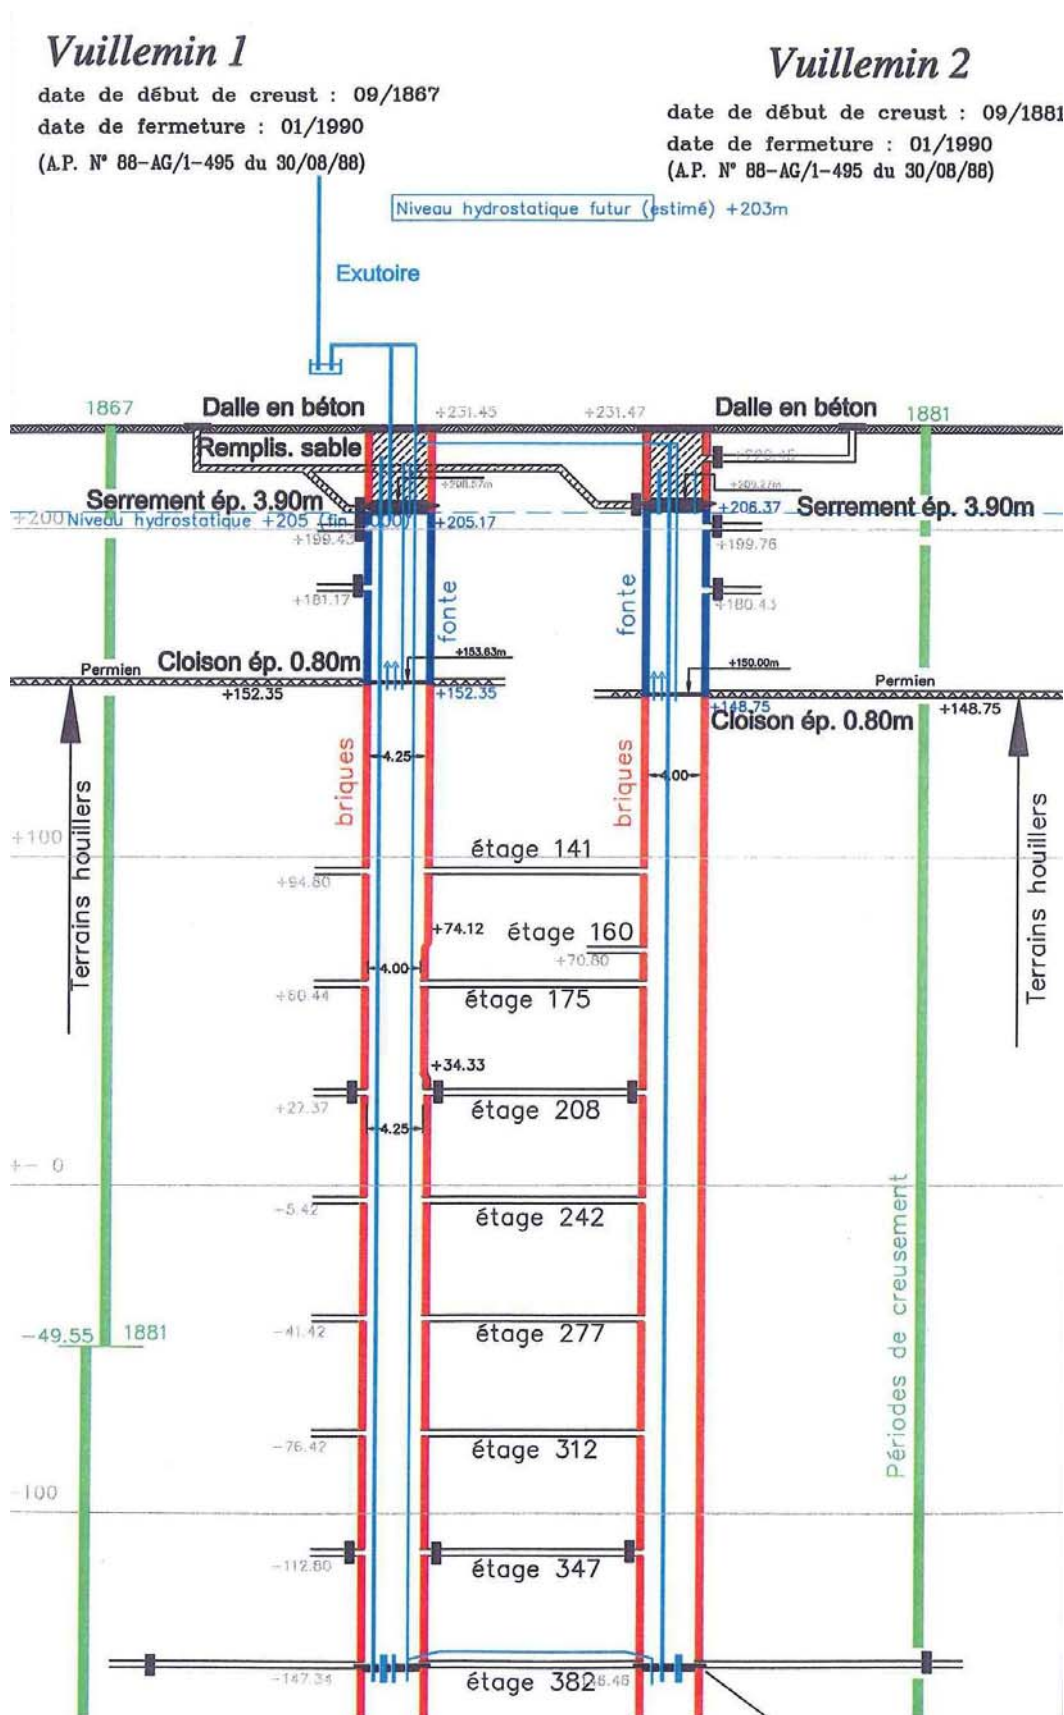 Vuillemin 1
date de début de creust : 09/1867
date de fermeture : 01/1990
(A.P. N° 88-AG/1-495 du 30/08/88)
Vuillemin 2
date de début de creust : 09/1881
date de fermeture : 01/1990
(A.P. N° 88-AG/1-495 du 30/08/88)
Niveau hydrostatique futur (estimé) +203m
Exutoire
1867
Dalle en béton
+231.45
+231.47
Dalle en béton
1881
Remplis. sable
Serrement ép. 3.90m
+206.37
Serrement ép. 3.90m
+200
Niveau hydrostatique +205 (fin
+205.17
+199.43
+199.76
+181.17
+180.43
fonte
fonte
Cloison ép. 0.80m
+153.63m
+150.00m
Permien
Permien
+152.35
+152.35
+148.75
+148.75
Cloison ép. 0.80m
4.25
4.00
briques
briques
Terrains houillers
Terrains houillers
+100
étage 141
+94.80
+74.12
étage 160
+70.80
4.00
+60.44
étage 175
+34.33
+27.37
étage 208
4.25
+- 0
-5.42
étage 242
Périodes de creusement
-41.42
étage 277
-49.55
1881
-76.42
étage 312
-100
-112.80
étage 347
-147.34
étage 382